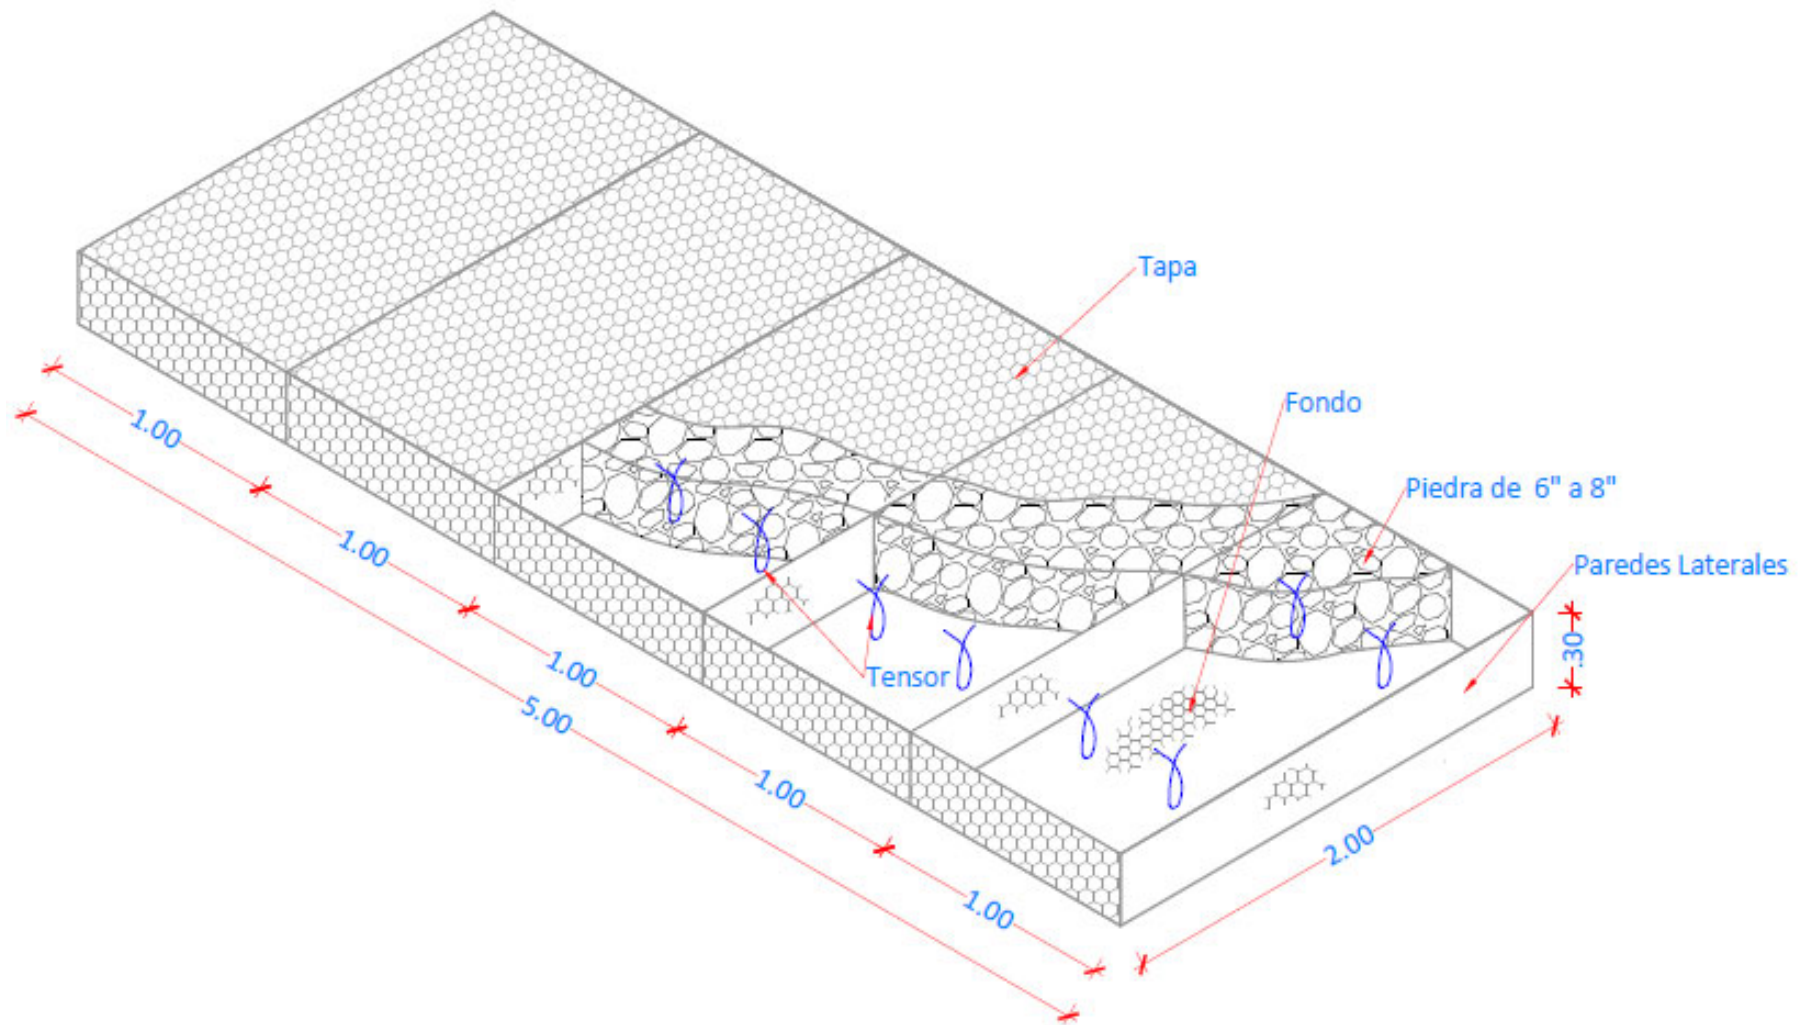 Tapa
Fondo
Piedra de 6" a 8"
Paredes Laterales
Tensor
1.00
1.00
1.00
1.00
1.00
5.00
2.00
.30